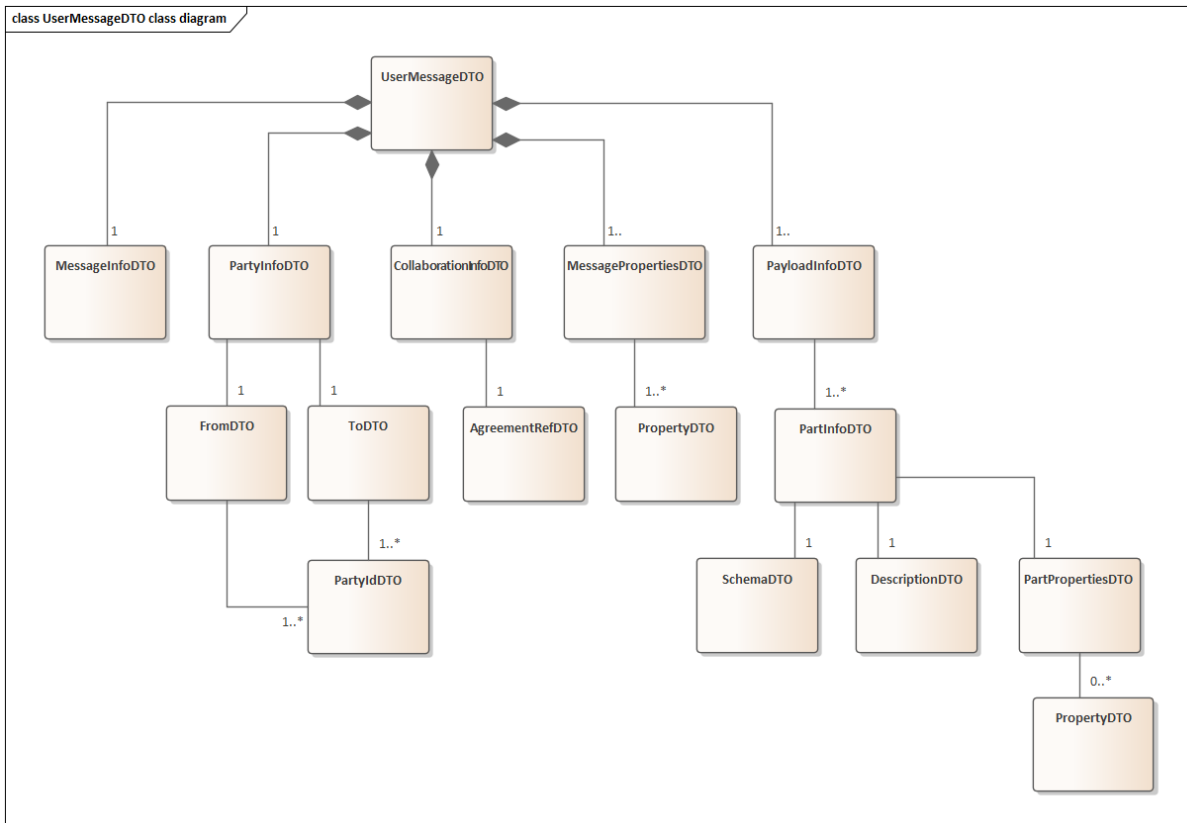 class UserMessageDTO class diagram
UserMessageDTO
1
1
1
1..
1..
MessageInfoDTO
PartyInfoDTO
CollaborationInfoDTO
MessagePropertiesDTO
PayloadInfoDTO
1
1
1
1..*
1..*
FromDTO
ToDTO
AgreementRefDTO
PropertyDTO
PartInfoDTO
1..*
1
1
1
PartyIdDTO
SchemaDTO
DescriptionDTO
PartPropertiesDTO
1..*
0..*
PropertyDTO